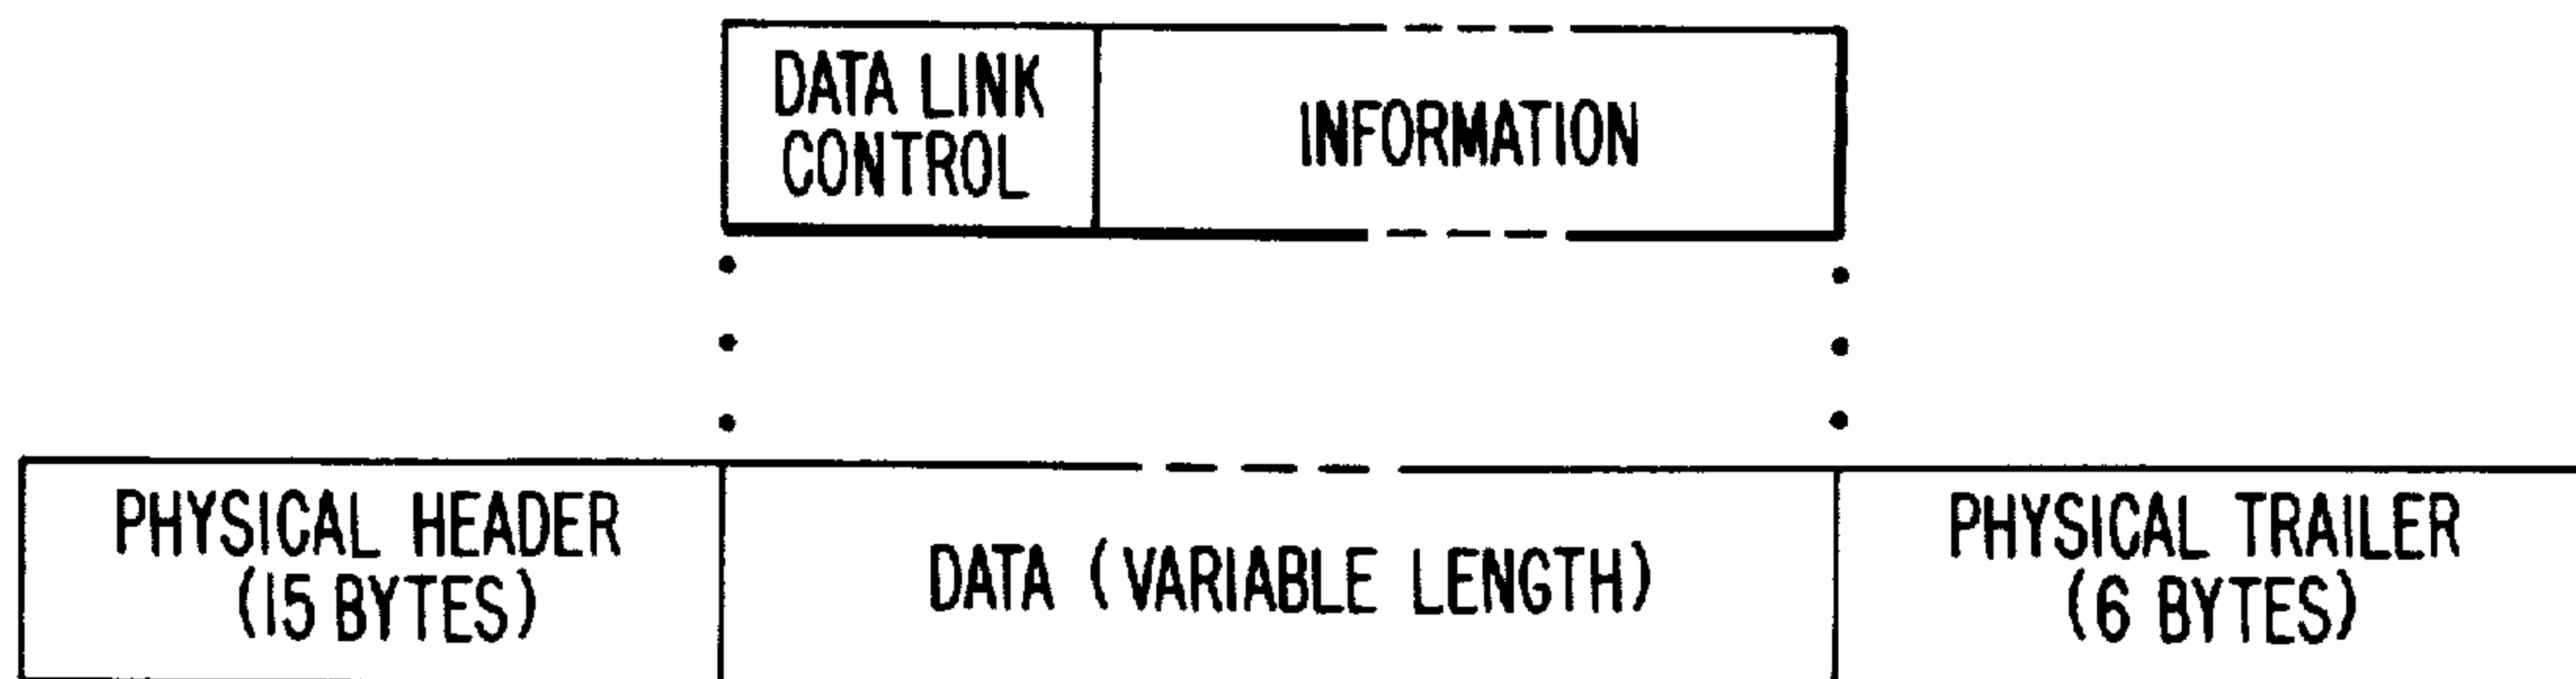 DATA LINK
CONTROL
INFORMATION
PHYSICAL HEADER
(15 BYTES)
DATA (VARIABLE LENGTH)
PHYSICAL TRAILER
(6 BYTES)